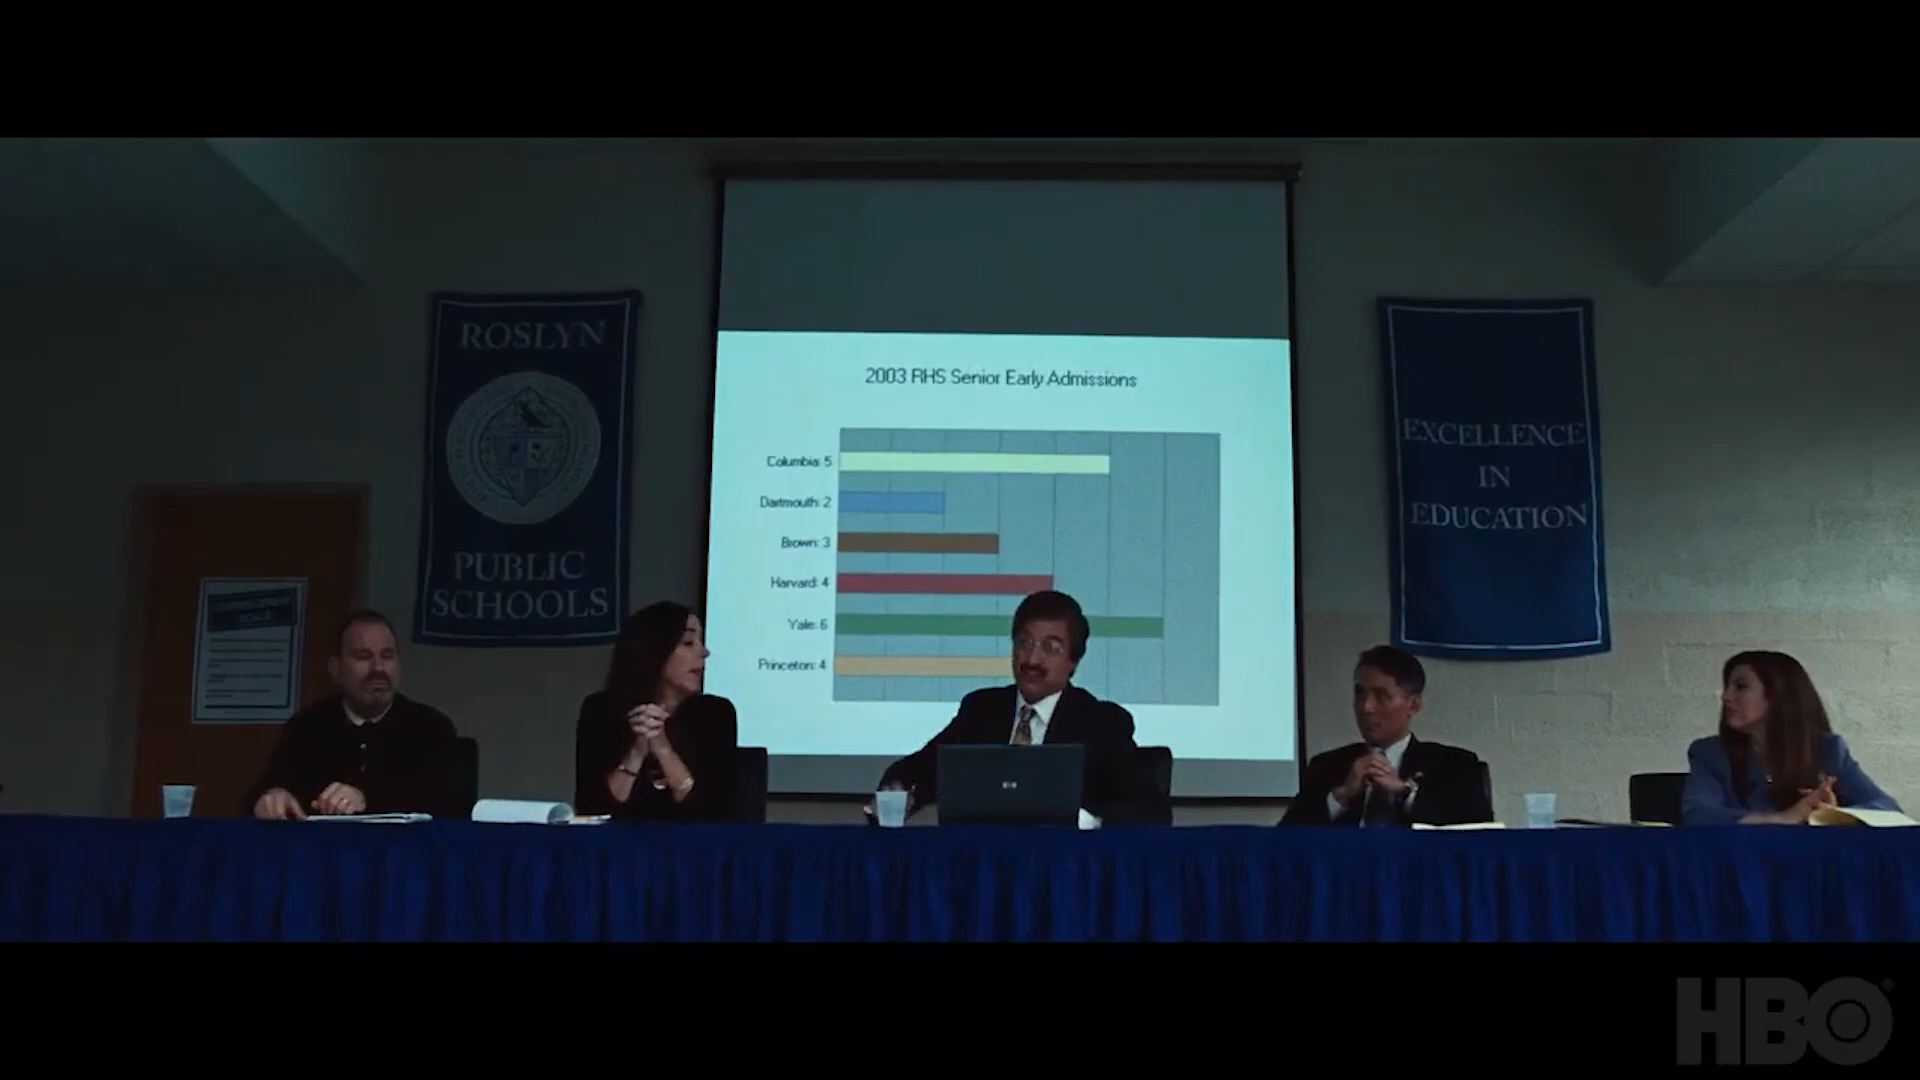 ROSLYN
PUBLIC
SCHOOLS
2003 RHS Senior Early Admissions
Columbia: 5
Dartmouth: 2
Brown: 3
Harvard: 4
Yale: 6
Princeton: 4
EXCELLENCE
IN
EDUCATION
hp
HBO